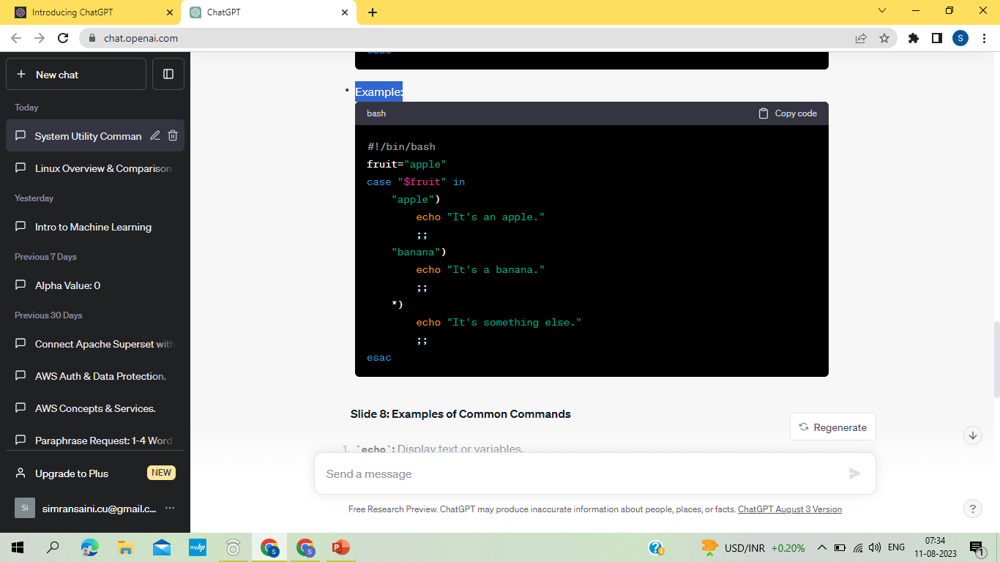 Introducing ChatGPT
ChatGPT
chat.openai.com
S
New chat
Today
System Utility Comman
Linux Overview & Comparison
Yesterday
Intro to Machine Learning
Previous 7 Days
Alpha Value: 0
Previous 30 Days
Connect Apache Superset with
AWS Auth & Data Protection.
AWS Concepts & Services.
Paraphrase Request: 1-4 Word
Upgrade to Plus NEW
SI simransaini.cu@gmail.c...
esac
• Example:
bash Copy code
#!/bin/bash
fruit="apple"
case "$fruit" in
"apple")
echo "It's an apple."
;;
"banana")
echo "It's a banana."
;;
*)
echo "It's something else."
;;
esac
Slide 8: Examples of Common Commands
Regenerate
1. `echo`: Display text or variables.
Send a message
Free Research Preview. ChatGPT may produce inaccurate information about people, places, or facts. ChatGPT August 3 Version
?
USD/INR +0.20% ENG 07:34
11-08-2023
1